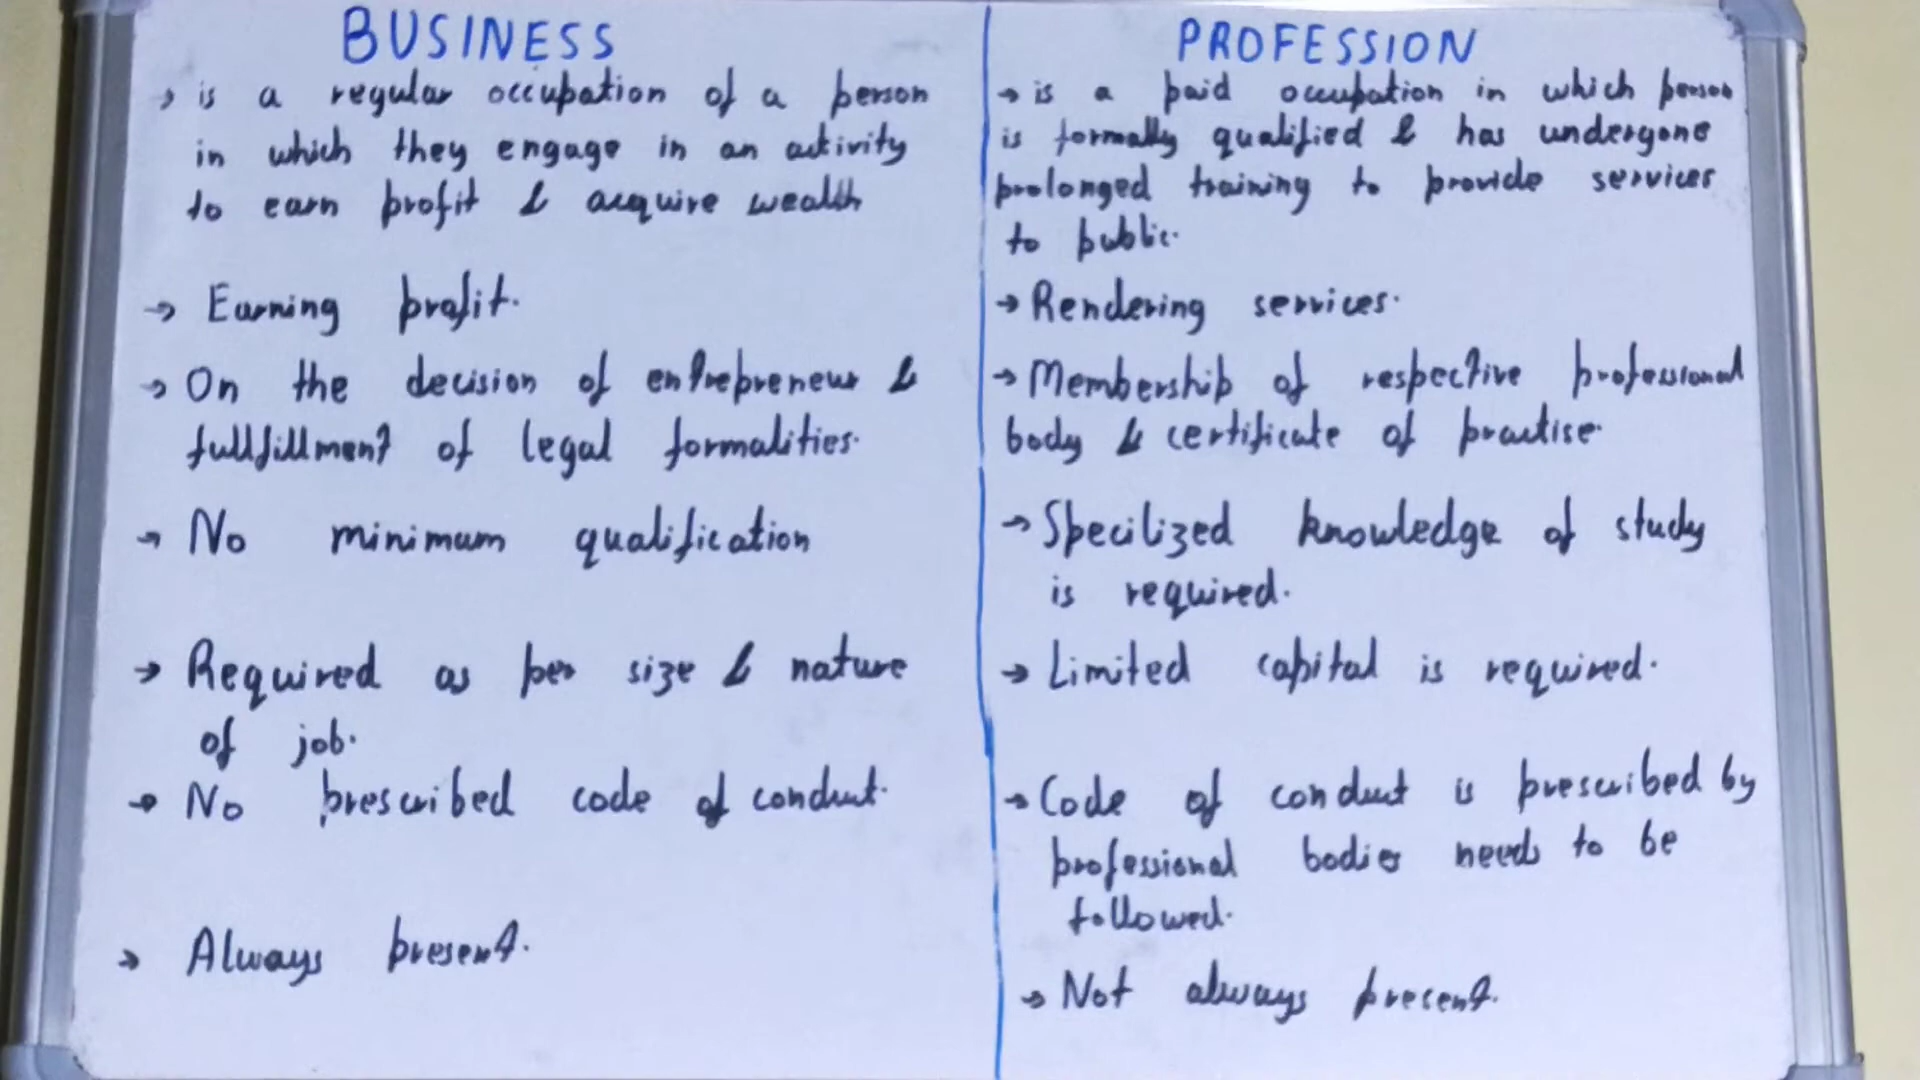 BUSINESS
→ is a regular occupation of a person
in which they engage in an activity
to earn profit & acquire wealth
→ Earning profit.
→ On the decision of entrepreneur &
fullfillment of legal formalities.
→ No minimum qualification
→ Required as per size & nature
of job.
→ No prescribed code of conduct.
→ Always present.
PROFESSION
→ is a paid occupation in which person
is formally qualified & has undergone
prolonged training to provide services
to public.
→ Rendering services.
→ Membership of respective professional
body & certificate of practise.
→ Specilized knowledge of study
is required.
→ Limited capital is required.
→ Code of conduct is prescribed by
professional bodies needs to be
followed.
→ Not always present.